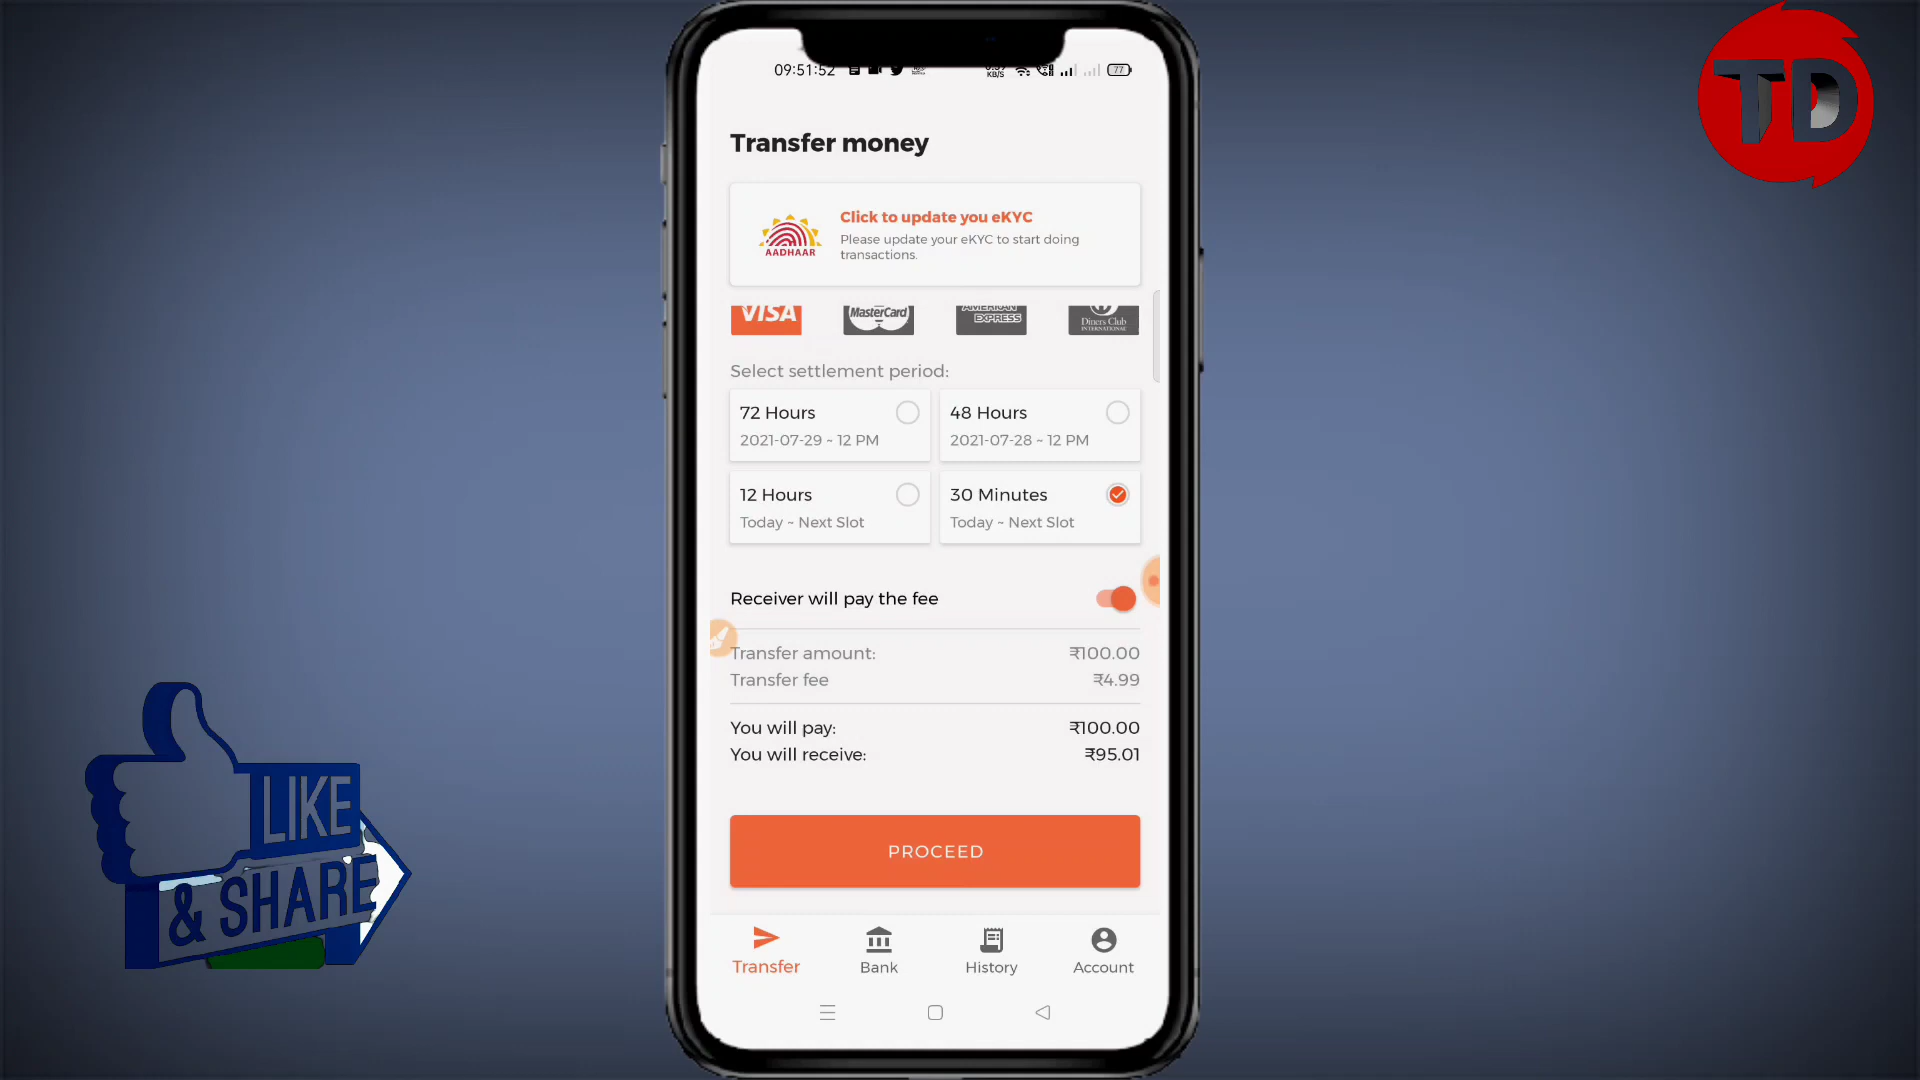 TD
09:51:52
KB/S
77
Transfer money
Click to update you eKYC
Please update your eKYC to start doing
transactions.
AADHAAR
VISA
MasterCard
AMERICAN
EXPRESS
Diners Club
INTERNATIONAL
Select settlement period:
72 Hours
2021-07-29 ~ 12 PM
48 Hours
2021-07-28 ~ 12 PM
12 Hours
Today ~ Next Slot
30 Minutes
Today ~ Next Slot
Receiver will pay the fee
Transfer amount: ₹100.00
Transfer fee ₹4.99
You will pay: ₹100.00
You will receive: ₹95.01
PROCEED
Transfer
Bank
History
Account
LIKE
& SHARE